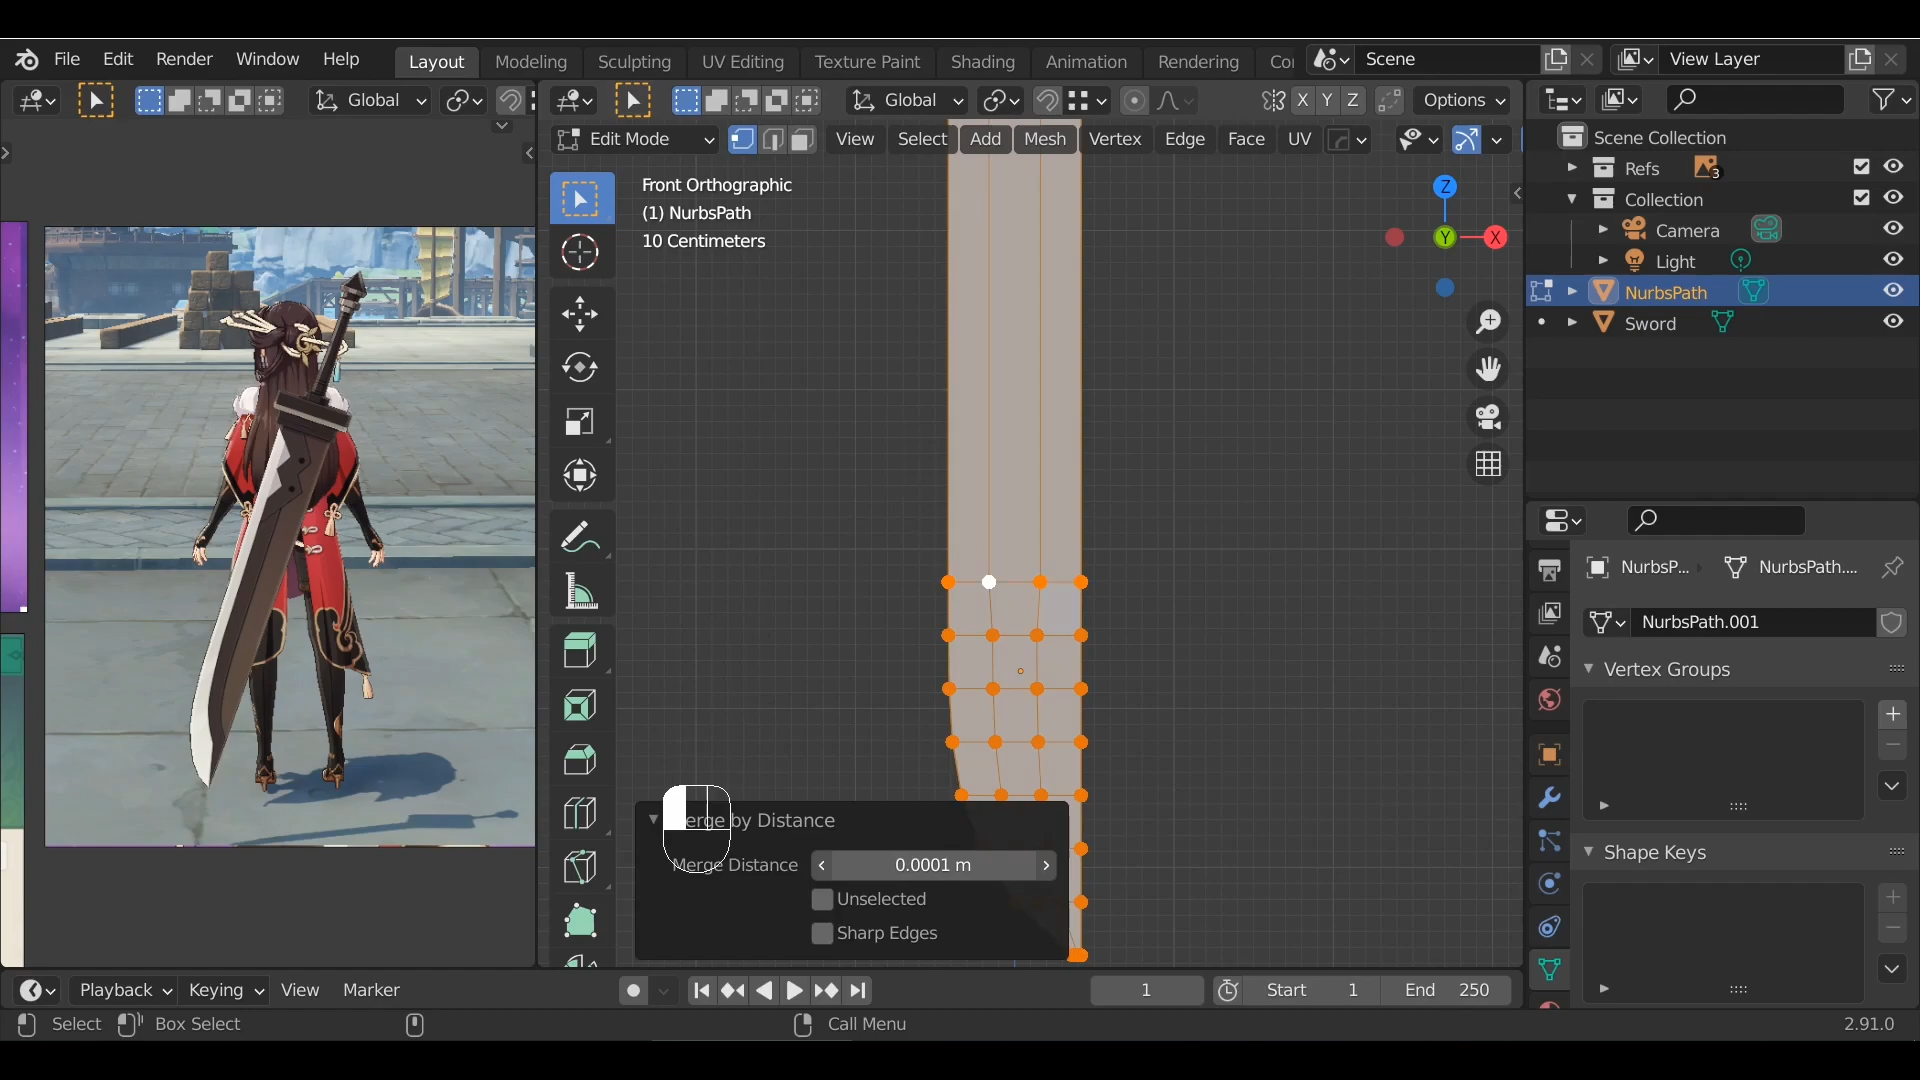 File Edit Render Window Help Layout Modeling Sculpting UV Editing Texture Paint Shading Animation Rendering Co Scene View Layer
Global Global X Y Z Options
Edit Mode View Select Add Mesh Vertex Edge Face UV
Front Orthographic
(1) NurbsPath
10 Centimeters
Z
Y
X
Scene Collection
Refs 3
Collection
Camera
Light
NurbsPath
Sword
NurbsP... NurbsPath....
NurbsPath.001
Vertex Groups
Shape Keys
erge by Distance
Merge Distance 0.0001 m
Unselected
Sharp Edges
Playback Keying View Marker 1 Start 1 End 250
Select Box Select Call Menu 2.91.0